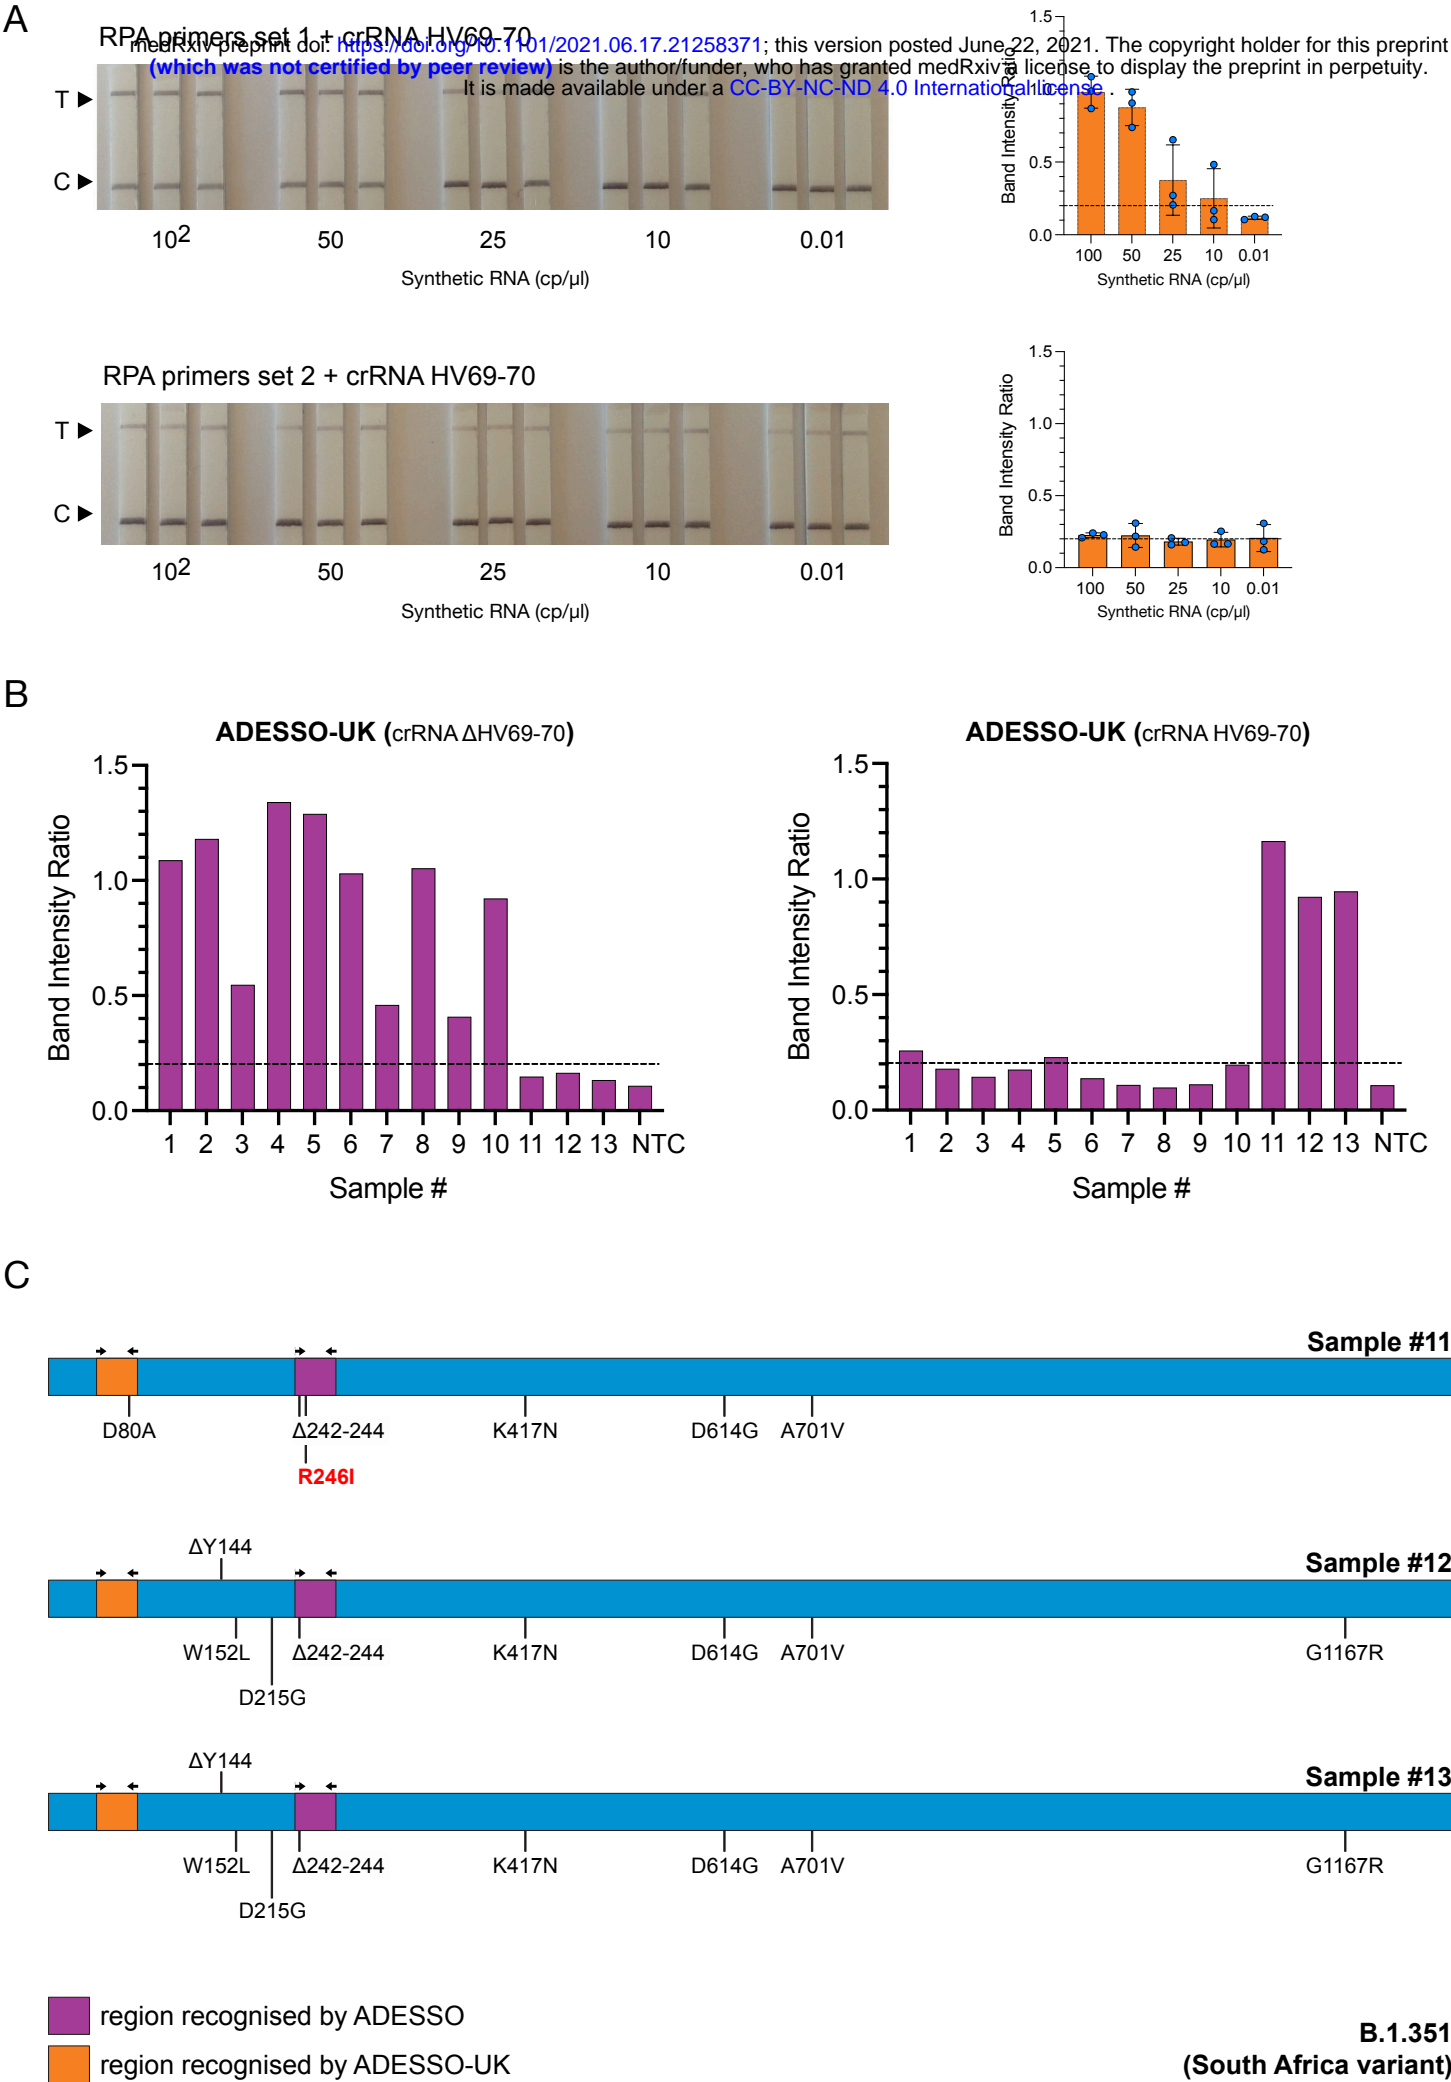 A
RPA primers set 1 + crRNA HV69-70
medRxiv preprint doi: https://doi.org/10.1101/2021.06.17.21258371; this version posted June 22, 2021. The copyright holder for this preprint
(which was not certified by peer review) is the author/funder, who has granted medRxiv a license to display the preprint in perpetuity.
It is made available under a CC-BY-NC-ND 4.0 International license .
T
C
10² 50 25 10 0.01
Synthetic RNA (cp/µl)
Band Intensity Ratio
1.5
1.0
0.5
0.0
100 50 25 10 0.01
Synthetic RNA (cp/µl)
RPA primers set 2 + crRNA HV69-70
T
C
10² 50 25 10 0.01
Synthetic RNA (cp/µl)
Band Intensity Ratio
1.5
1.0
0.5
0.0
100 50 25 10 0.01
Synthetic RNA (cp/µl)
B
ADESSO-UK (crRNA ΔHV69-70)
Band Intensity Ratio
1.5
1.0
0.5
0.0
1 2 3 4 5 6 7 8 9 10 11 12 13 NTC
Sample #
ADESSO-UK (crRNA HV69-70)
Band Intensity Ratio
1.5
1.0
0.5
0.0
1 2 3 4 5 6 7 8 9 10 11 12 13 NTC
Sample #
C
Sample #11
D80A Δ242-244 K417N D614G A701V
R246I
ΔY144
Sample #12
W152L Δ242-244 K417N D614G A701V G1167R
D215G
ΔY144
Sample #13
W152L Δ242-244 K417N D614G A701V G1167R
D215G
region recognised by ADESSO
region recognised by ADESSO-UK
B.1.351
(South Africa variant)